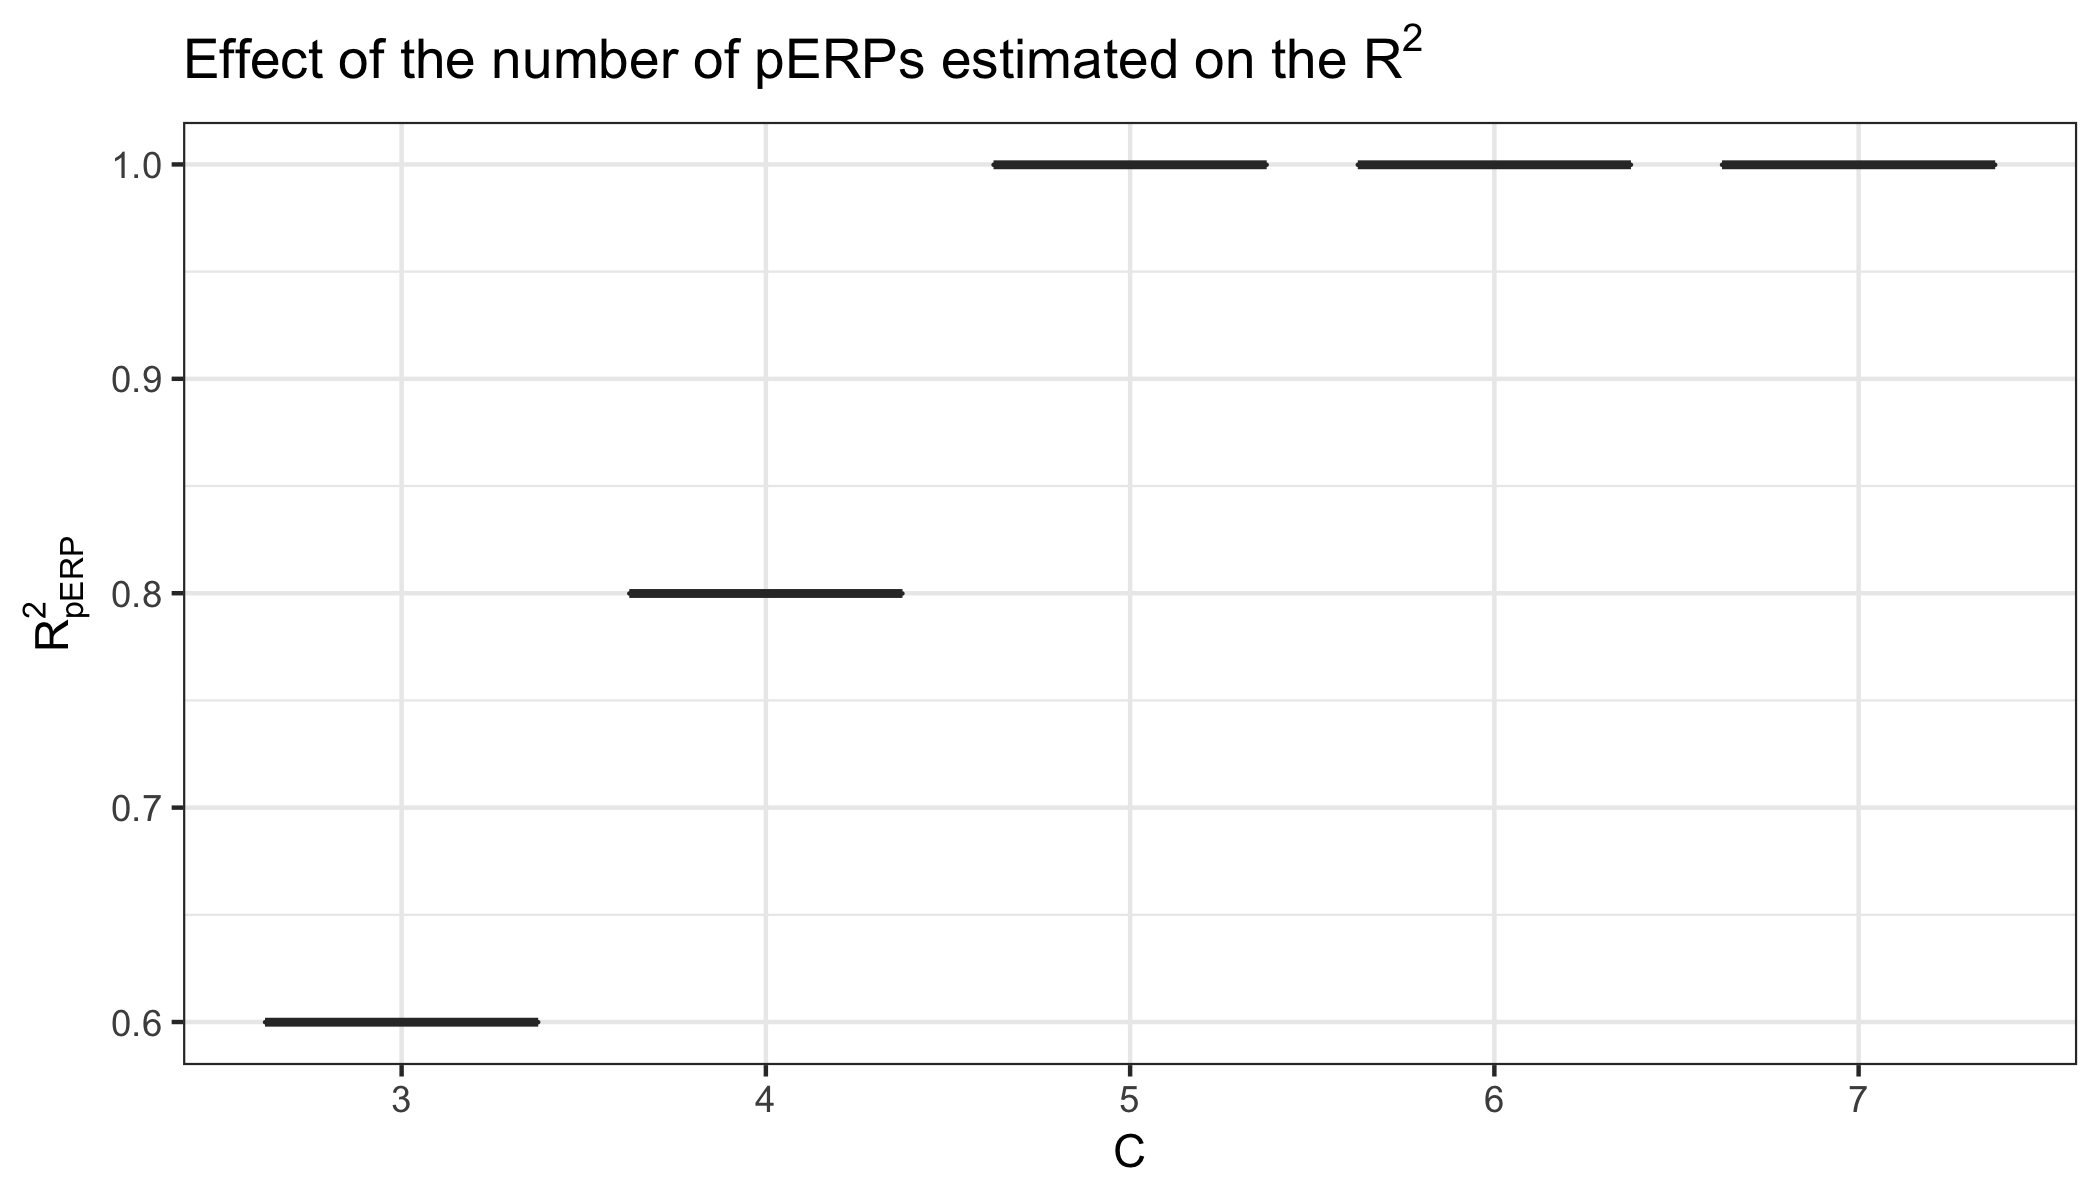 Effect of the number of pERPs estimated on the R²
1.0
0.9
0.8
0.7
0.6
R²pERP
3 4 5 6 7
C